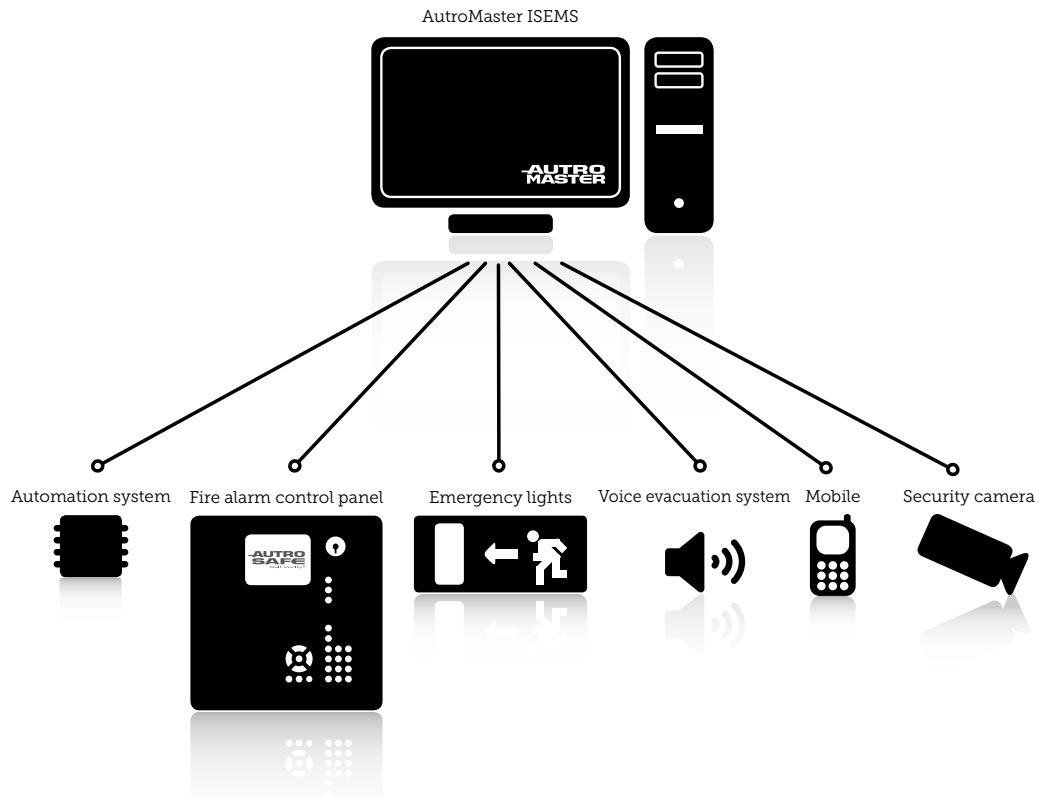 AutroMaster ISEMS
AUTRO
MASTER
Automation system
Fire alarm control panel
Emergency lights
Voice evacuation system
Mobile
Security camera
AUTRO
SAFE